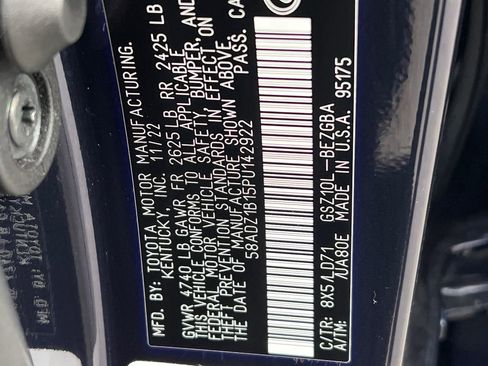 MFD. BY: TOYOTA MOTOR MANUFACTURING,
KENTUCKY, INC. 11/22
GVWR 4740 LB GAWR FR 2625 LB RR 2425 LB
THIS VEHICLE CONFORMS TO ALL APPLICABLE
FEDERAL MOTOR VEHICLE SAFETY, BUMPER, AND
THEFT PREVENTION STANDARDS IN EFFECT ON
THE DATE OF MANUFACTURE SHOWN ABOVE.
58ADZ1B15PU142922 PASS. CA
C/TR: 8X5/LD71 GSZ10L-BEZGBA
A/TM: /UA80E MADE IN U.S.A. 95175